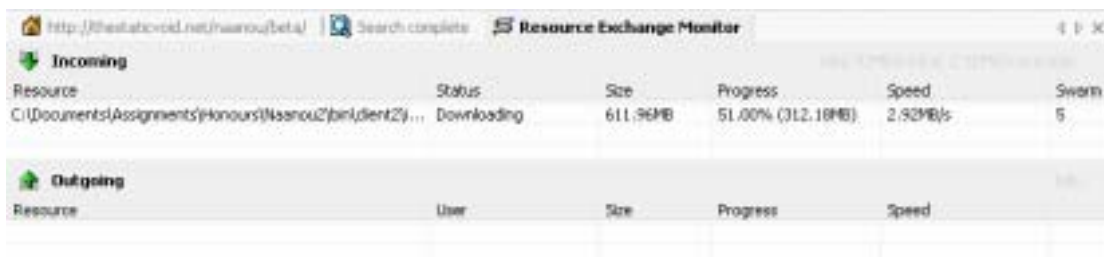 http://thestaticvoid.net/naanou/beta/ Search complete Resource Exchange Monitor
Incoming
Resource Status Size Progress Speed Swarm
C:\Documents\Assignments\Honours\Naanou2\bin\client2\i... Downloading 611.96MB 51.00% (312.18MB) 2.92MB/s 5
Outgoing
Resource User Size Progress Speed